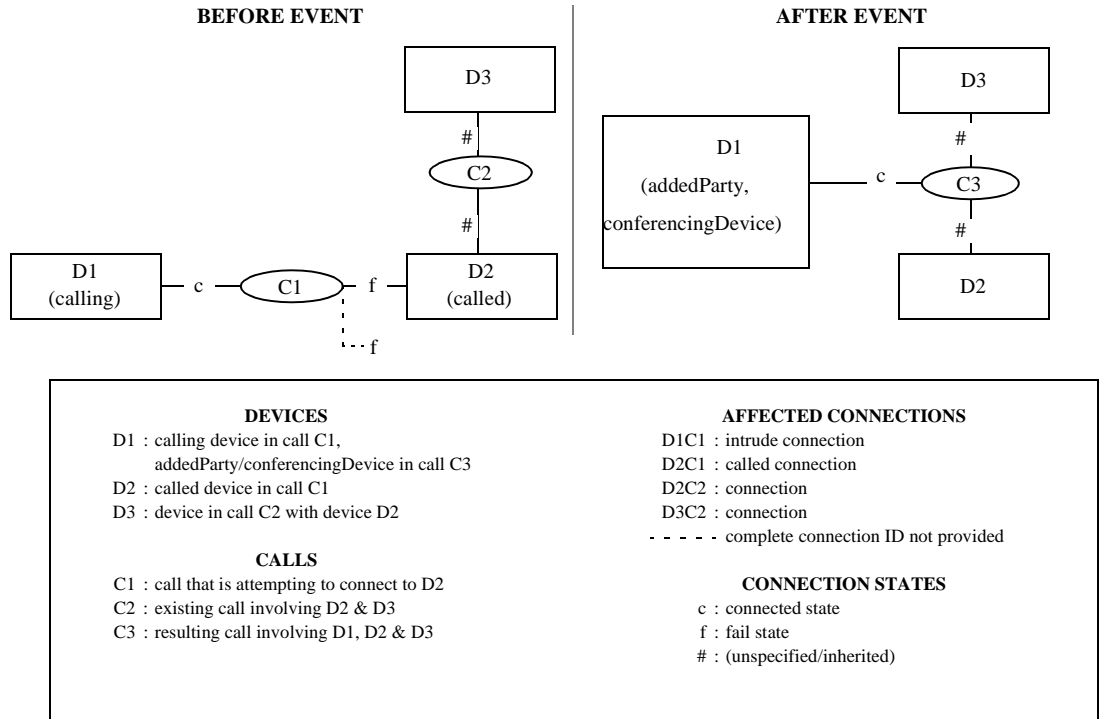 BEFORE EVENT
D3
#
C2
#
D1
(calling)
c
C1
f
D2
(called)
f
AFTER EVENT
D3
#
D1
(addedParty,
conferencingDevice)
c
C3
#
D2
DEVICES
D1 : calling device in call C1,
addedParty/conferencingDevice in call C3
D2 : called device in call C1
D3 : device in call C2 with device D2
CALLS
C1 : call that is attempting to connect to D2
C2 : existing call involving D2 & D3
C3 : resulting call involving D1, D2 & D3
AFFECTED CONNECTIONS
D1C1 : intrude connection
D2C1 : called connection
D2C2 : connection
D3C2 : connection
- - - - - complete connection ID not provided
CONNECTION STATES
c : connected state
f : fail state
# : (unspecified/inherited)